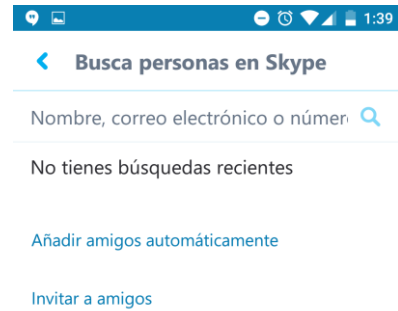 1:39
Busca personas en Skype
Nombre, correo electrónico o númer
No tienes búsquedas recientes
Añadir amigos automáticamente
Invitar a amigos